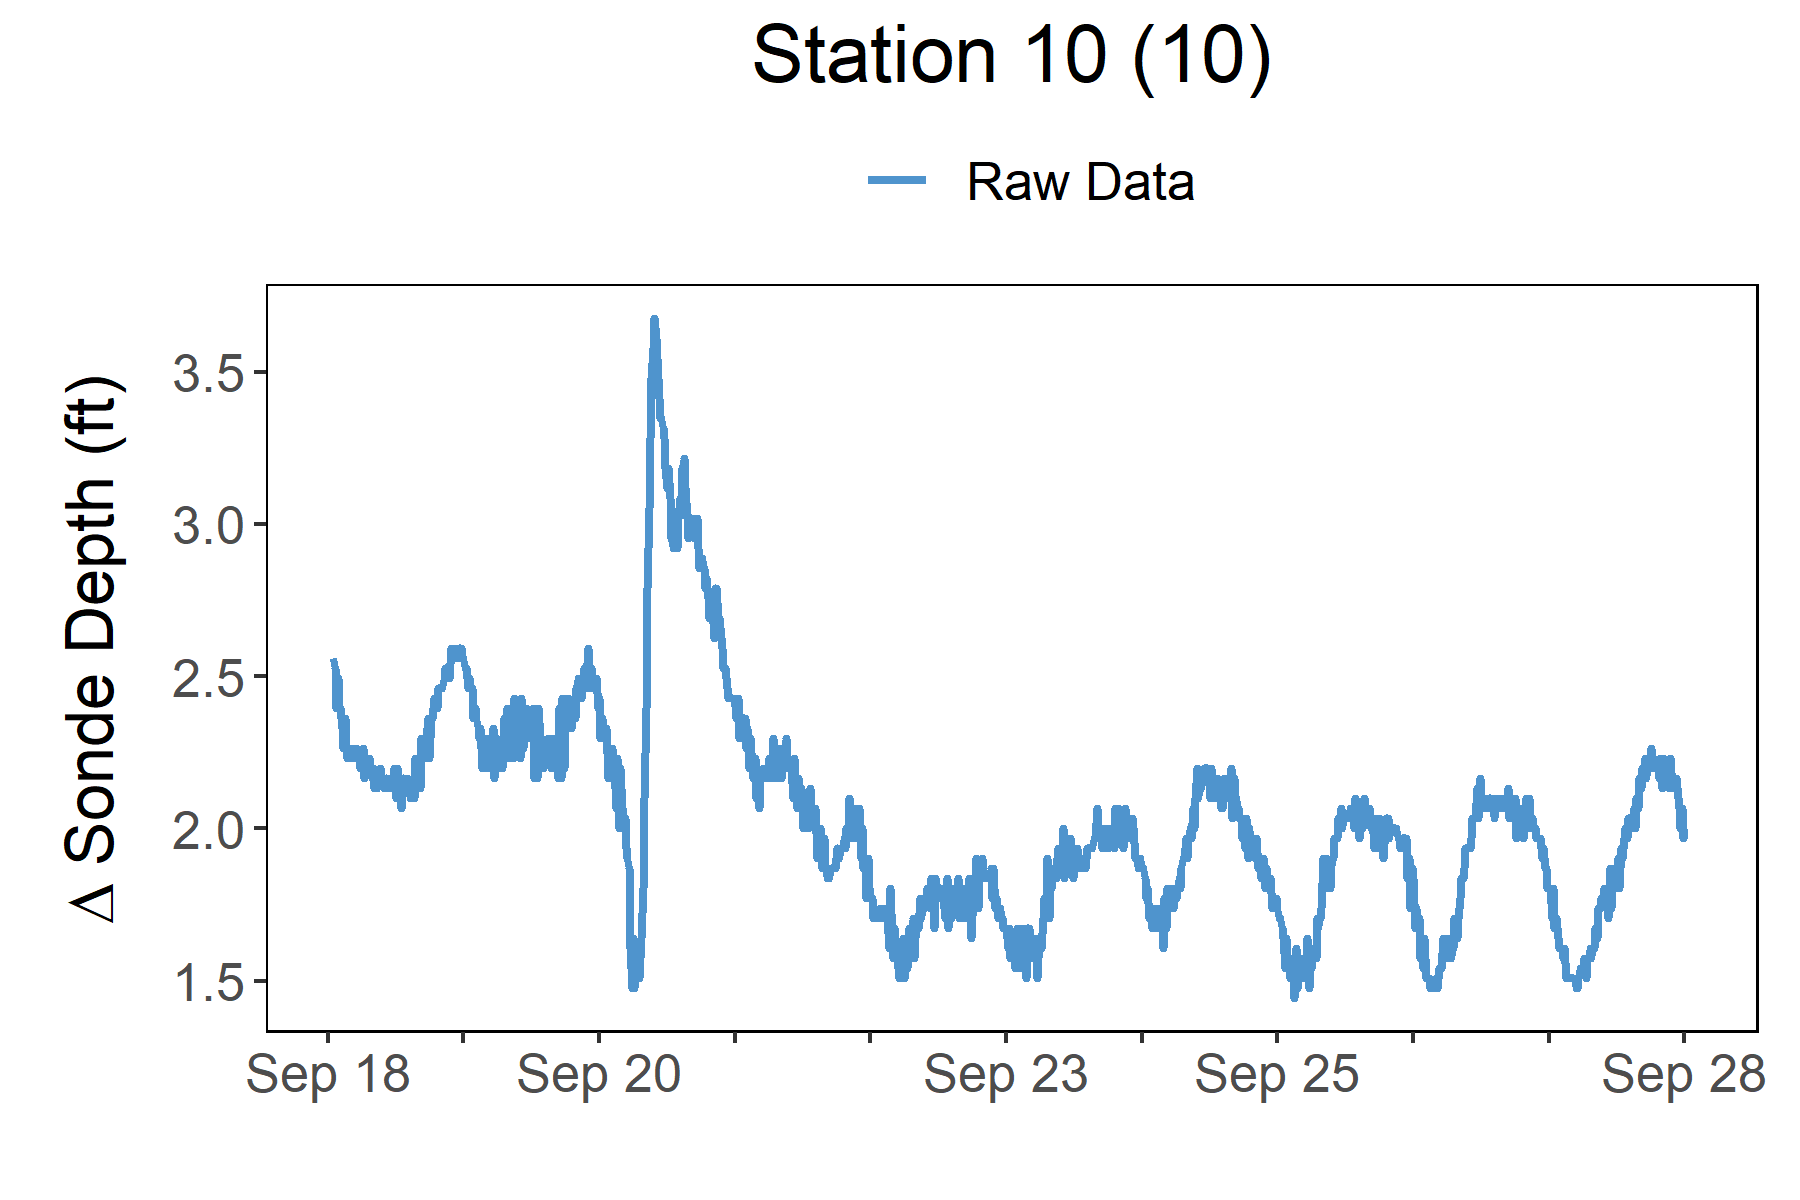 Station 10 (10)
Raw Data
Δ Sonde Depth (ft)
3.5
3.0
2.5
2.0
1.5
Sep 18 Sep 20 Sep 23 Sep 25 Sep 28